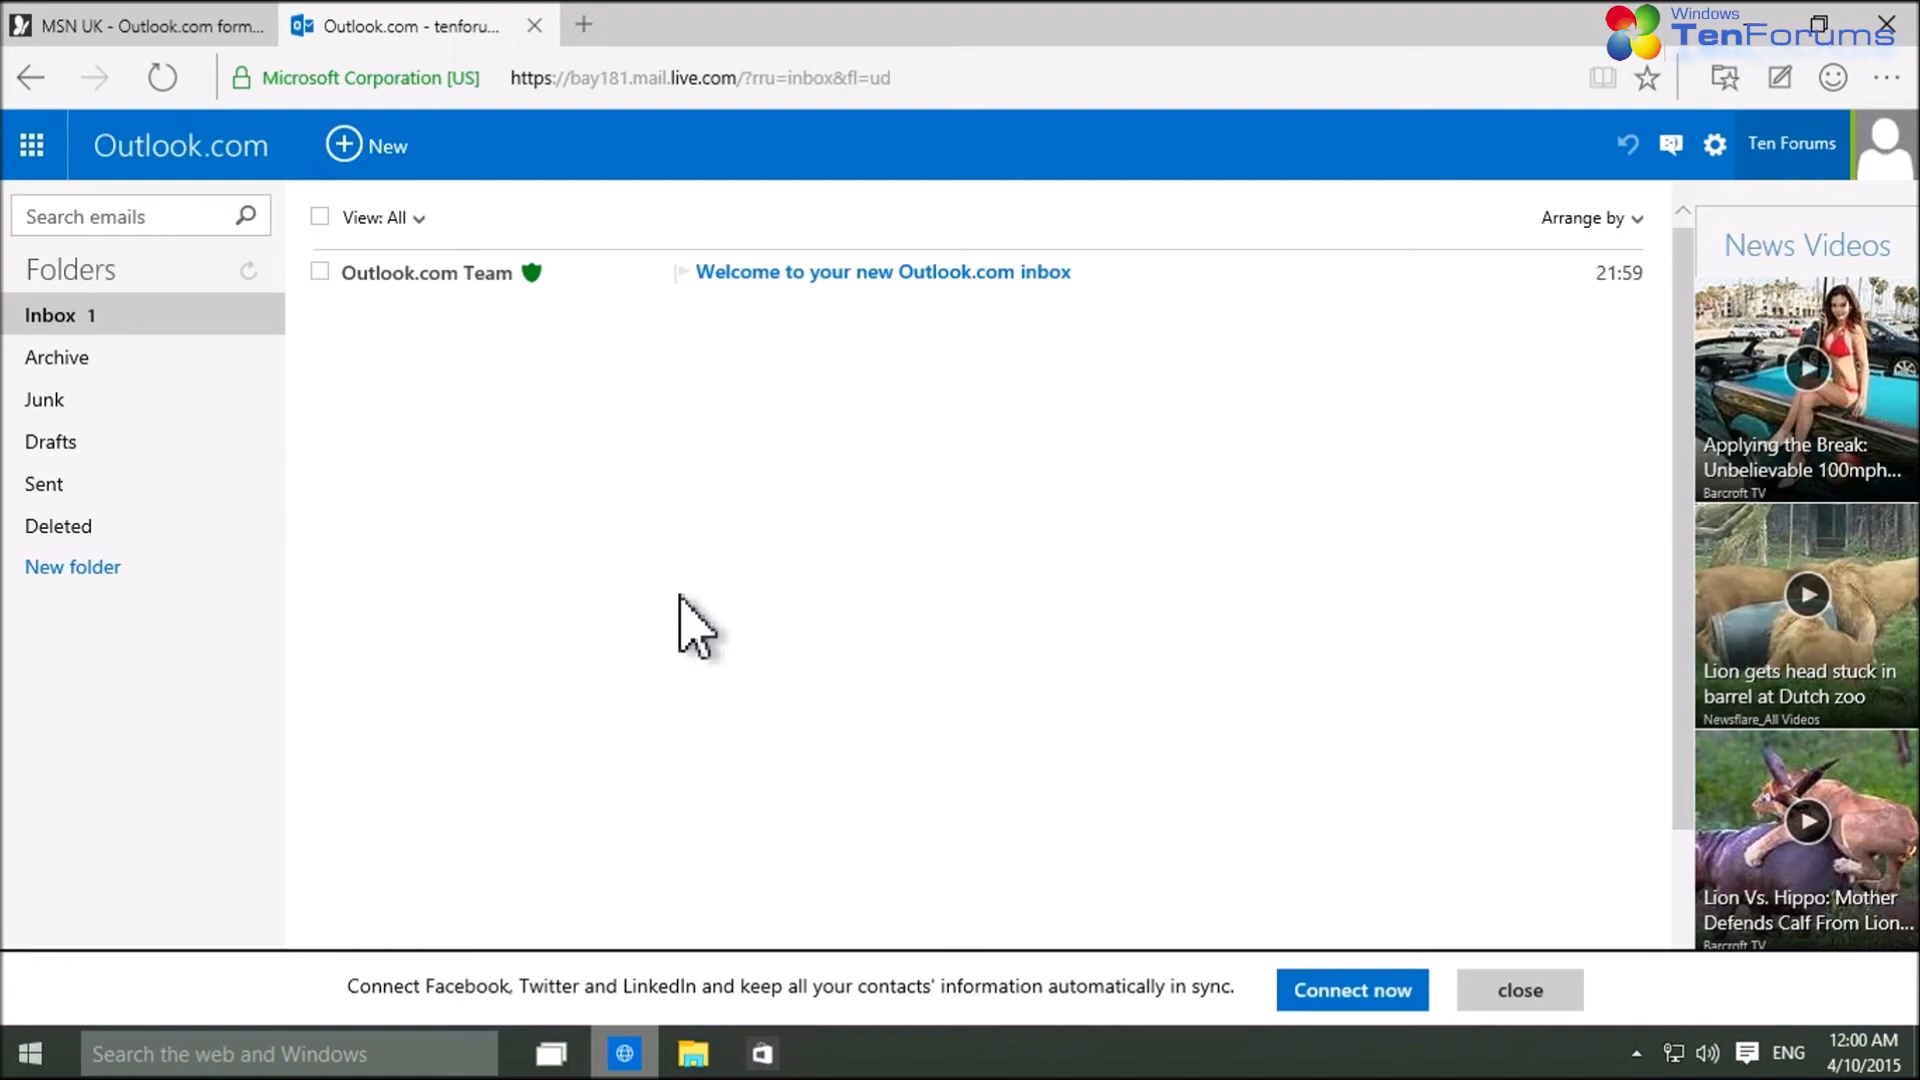 MSN UK - Outlook.com form...
Outlook.com - tenforu...
Windows
TenForums
Microsoft Corporation [US]
https://bay181.mail.live.com/?rru=inbox&fl=ud
Outlook.com
New
Ten Forums
Search emails
View: All
Arrange by
Folders
Outlook.com Team
Welcome to your new Outlook.com inbox
21:59
Inbox 1
Archive
Junk
Drafts
Sent
Deleted
New folder
News Videos
Applying the Break:
Unbelievable 100mph...
Barcroft TV
Lion gets head stuck in
barrel at Dutch zoo
Newsflare_All Videos
Lion Vs. Hippo: Mother
Defends Calf From Lion...
Barcroft TV
Connect Facebook, Twitter and LinkedIn and keep all your contacts' information automatically in sync.
Connect now
close
Search the web and Windows
ENG
12:00 AM
4/10/2015